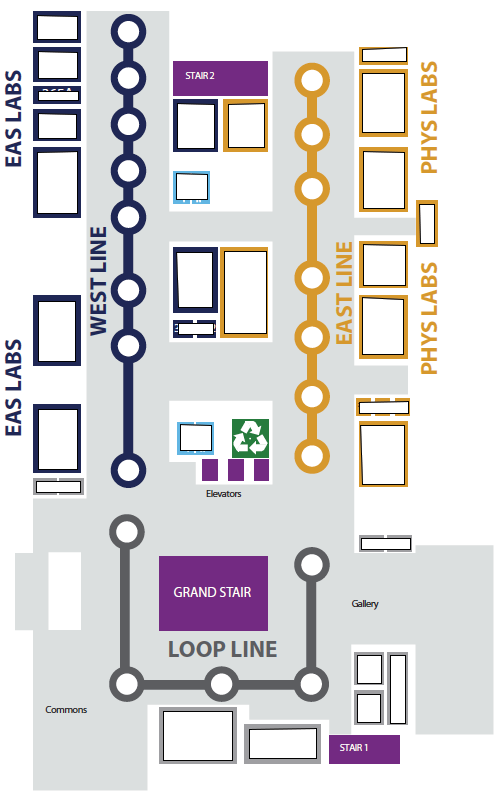 STAIR 2
EAS LABS
PHYS LABS
WEST LINE
EAST LINE
EAS LABS
PHYS LABS
Elevators
GRAND STAIR
Gallery
LOOP LINE
Commons
STAIR 1